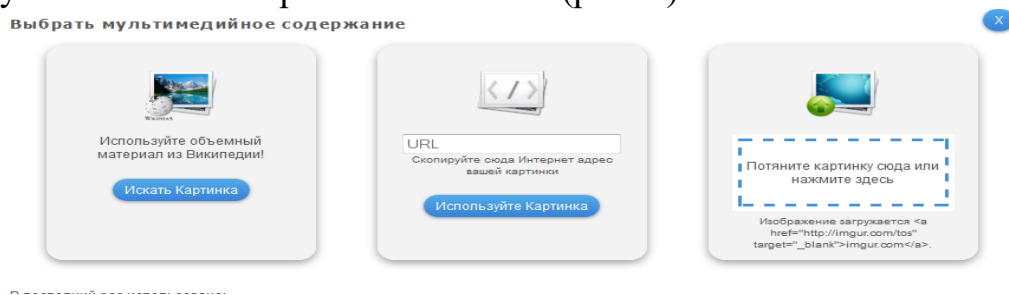 Выбрать мультимедийное содержание
X
WIKIPEDIA
Используйте объемный
материал из Википедии!
Искать Картинка
</>
URL
Скопируйте сюда Интернет адрес
вашей картинки
Используйте Картинка
Потяните картинку сюда или
нажмите здесь
Изображение загружается <a
href="http://imgur.com/tos"
target="_blank">imgur.com</a>.